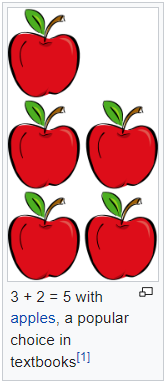 3 + 2 = 5 with
apples, a popular
choice in
textbooks[1]